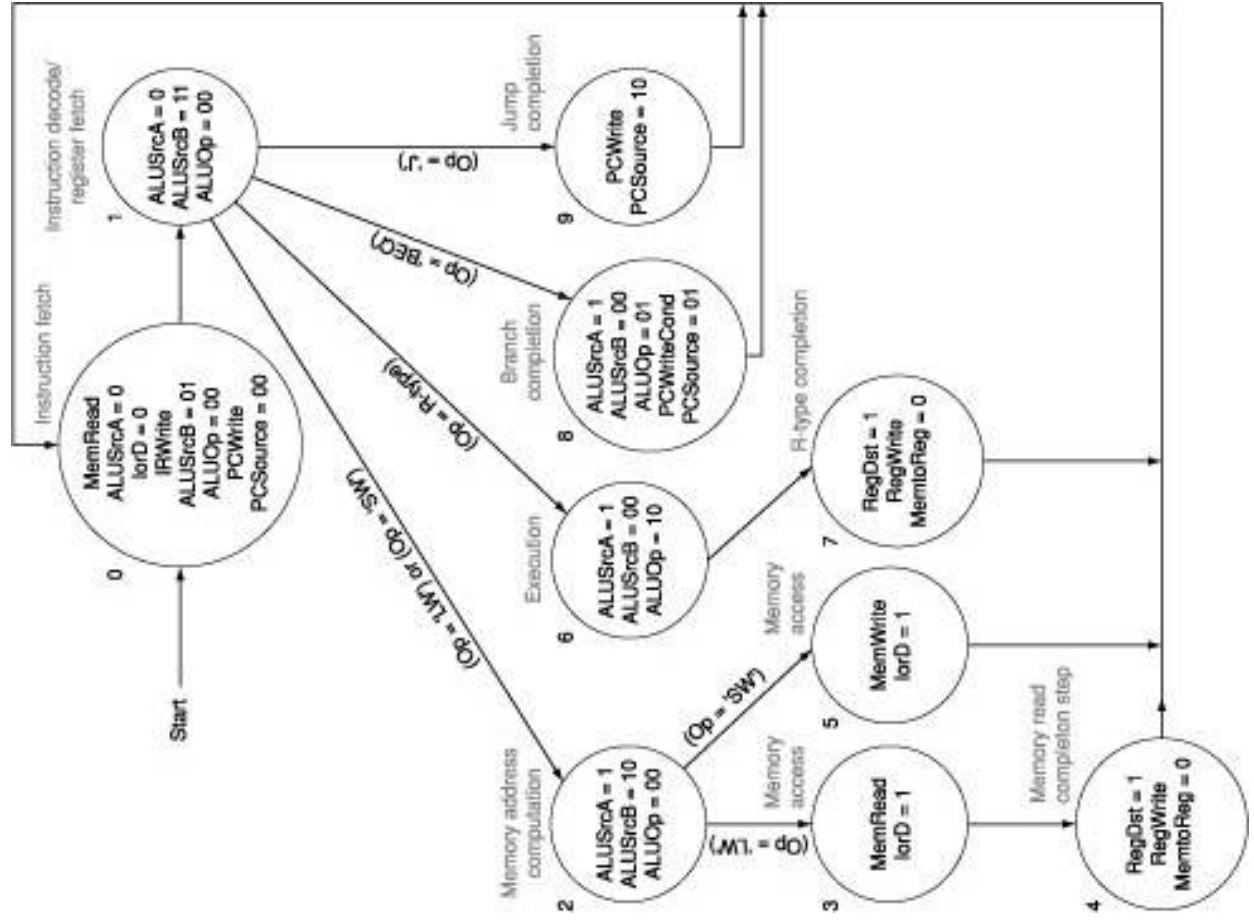 Start
0
Instruction fetch
MemRead
ALUSrcA = 0
IorD = 0
IRWrite
ALUSrcB = 01
ALUOp = 00
PCWrite
PCSource = 00
1
Instruction decode/
register fetch
ALUSrcA = 0
ALUSrcB = 11
ALUOp = 00
(Op = 'LW') or (Op = 'SW')
(Op = R-type)
(Op = 'BEQ')
(Op = 'J')
2
Memory address
computation
ALUSrcA = 1
ALUSrcB = 10
ALUOp = 00
6
Execution
ALUSrcA = 1
ALUSrcB = 00
ALUOp = 10
8
Branch
completion
ALUSrcA = 1
ALUSrcB = 00
ALUOp = 01
PCWriteCond
PCSource = 01
9
Jump
completion
PCWrite
PCSource = 10
(Op = 'LW')
(Op = 'SW')
3
Memory
access
MemRead
IorD = 1
5
Memory
access
MemWrite
IorD = 1
7
R-type completion
RegDst = 1
RegWrite
MemtoReg = 0
4
Memory read
completon step
RegDst = 1
RegWrite
MemtoReg = 0